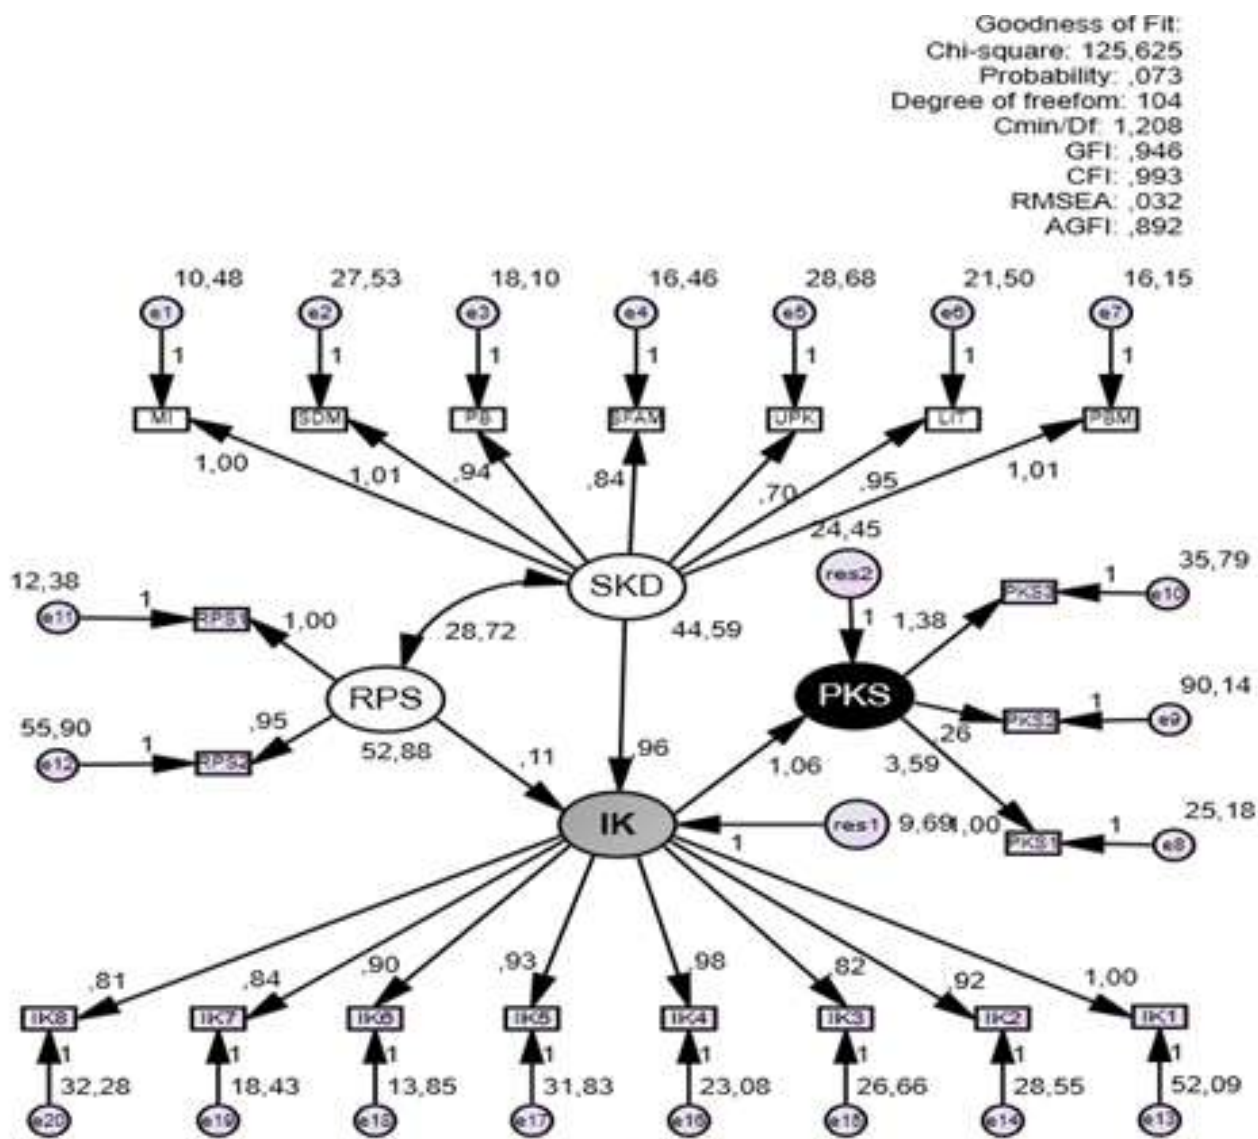 Goodness of Fit:
Chi-square: 125,625
Probability: ,073
Degree of freefom: 104
Cmin/Df: 1,208
GFI: ,946
CFI: ,993
RMSEA: ,032
AGFI: ,892
10,48 27,53 18,10 16,46 28,68 21,50 16,15
e1 e2 e3 e4 e5 e6 e7
1 1 1 1 1 1 1
MI SDM PB SFAM UPK LIT PBM
1,00 1,01 ,94 ,84 ,70 ,95 1,01
24,45
SKD res2
12,38 35,79
e11 1 RPS1 1,00 28,72 44,59 1 1,38 PKS3 1 e10
RPS PKS
55,90 90,14
e12 1 RPS2 ,95 52,88 1 e9
,11 ,96 1,06 3,59 ,26
IK 1 res1 9,69 1,00 PKS1 1 e8 25,18
,81 ,84 ,90 ,93 ,98 ,82 ,92 1,00
IK8 IK7 IK6 IK5 IK4 IK3 IK2 IK1
1 1 1 1 1 1 1 1
32,28 18,43 13,85 31,83 23,08 26,66 28,55 52,09
e20 e19 e18 e17 e16 e15 e14 e13